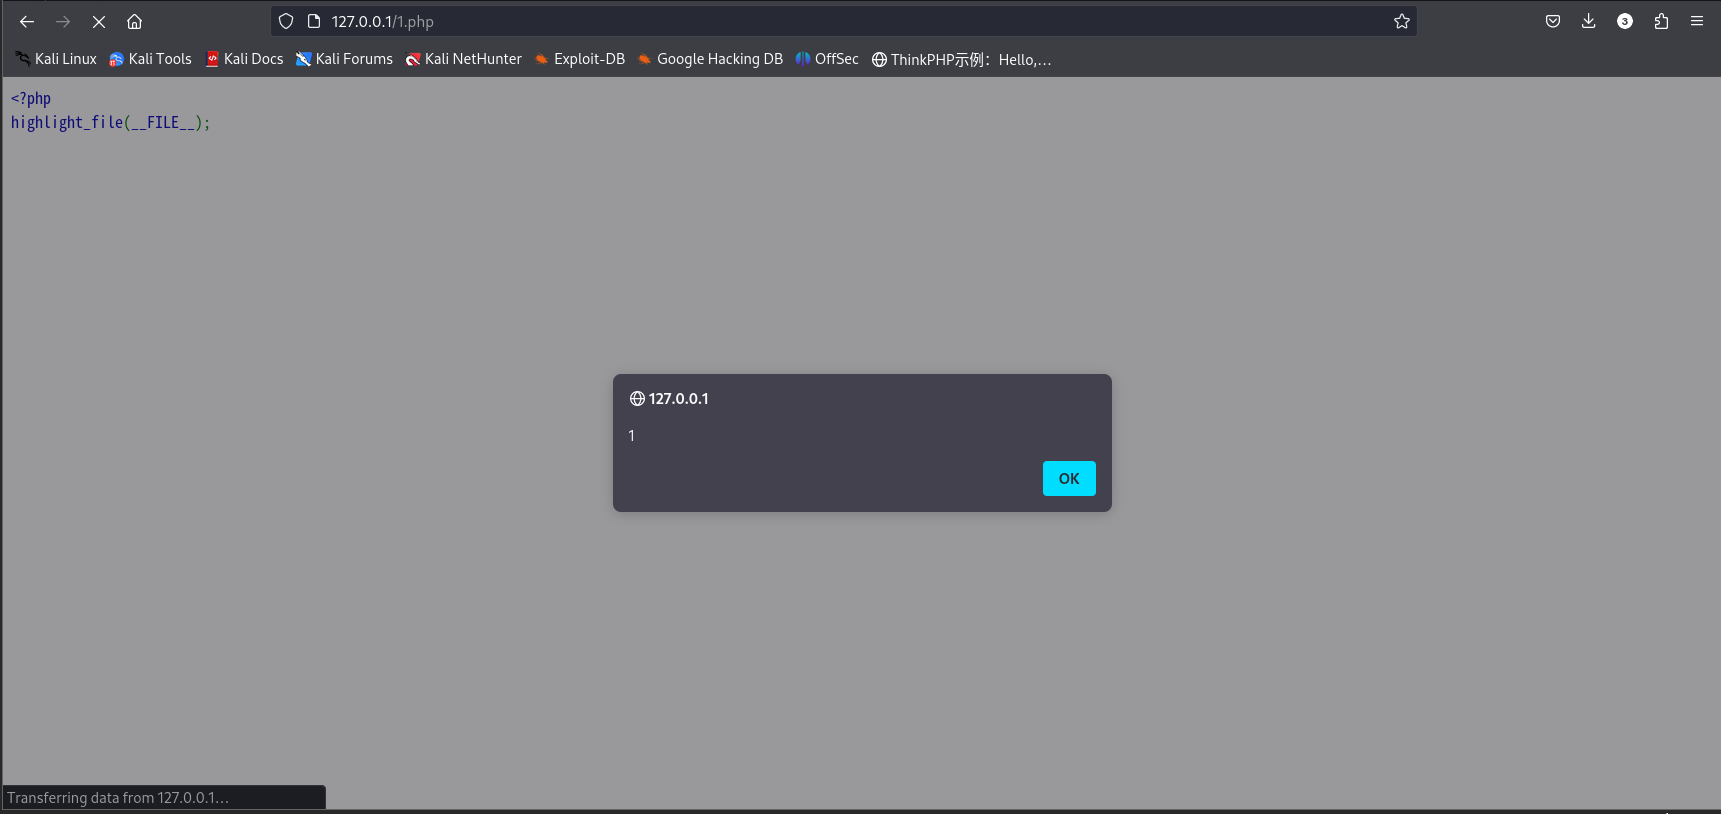 127.0.0.1/1.php
3
Kali Linux Kali Tools Kali Docs Kali Forums Kali NetHunter Exploit-DB Google Hacking DB OffSec ThinkPHP示例：Hello,...
<?php
highlight_file(__FILE__);
127.0.0.1
1
OK
Transferring data from 127.0.0.1...